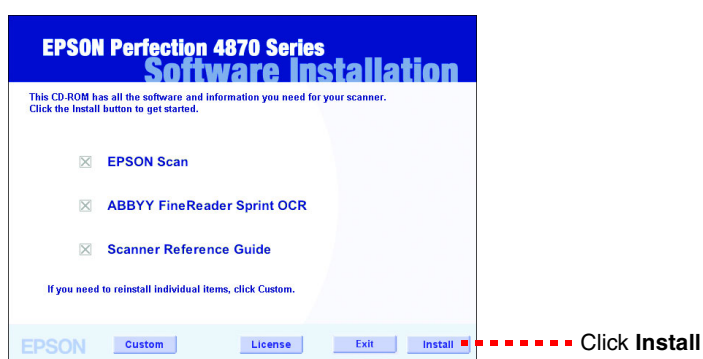 EPSON Perfection 4870 Series
Software Installation
This CD-ROM has all the software and information you need for your scanner.
Click the Install button to get started.
EPSON Scan
ABBYY FineReader Sprint OCR
Scanner Reference Guide
If you need to reinstall individual items, click Custom.
EPSON Custom License Exit Install Click Install